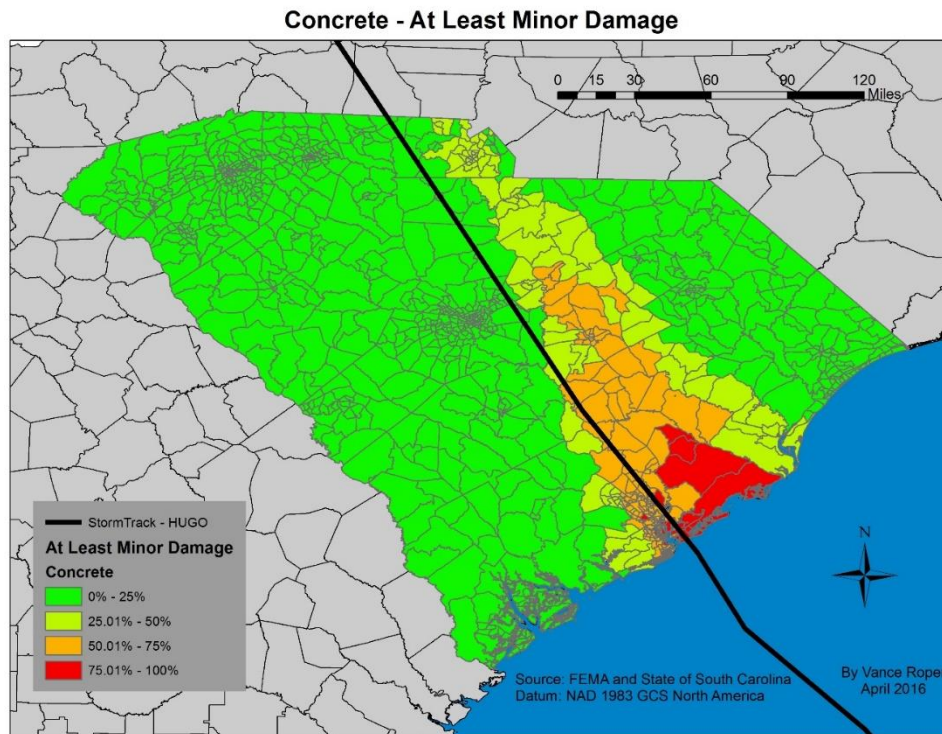 Concrete - At Least Minor Damage
0 15 30 60 90 120
Miles
StormTrack - HUGO
At Least Minor Damage
Concrete
0% - 25%
25.01% - 50%
50.01% - 75%
75.01% - 100%
N
Source: FEMA and State of South Carolina
Datum: NAD 1983 GCS North America
By Vance Roper
April 2016